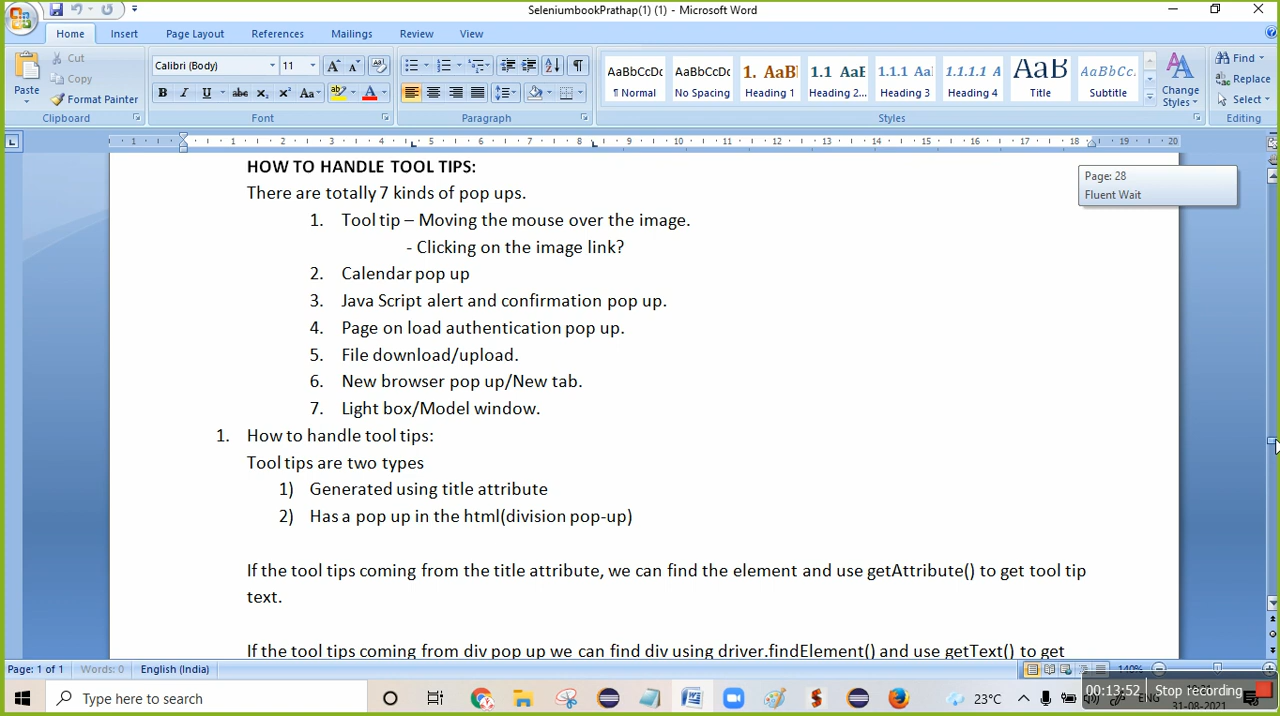 SeleniumbookPrathap(1) (1) - Microsoft Word
Home Insert Page Layout References Mailings Review View
Cut
Copy
Format Painter
Paste
Clipboard
Calibri (Body) 11
Font
Paragraph
AaBbCcDc AaBbCcDc 1. AaBl 1.1 AaE 1.1.1 Aa 1.1.1.1 A AaB AaBbCc.
¶ Normal No Spacing Heading 1 Heading 2... Heading 3 Heading 4 Title Subtitle
Change Styles
Styles
Find
Replace
Select
Editing
HOW TO HANDLE TOOL TIPS:
There are totally 7 kinds of pop ups.
1. Tool tip – Moving the mouse over the image.
- Clicking on the image link?
2. Calendar pop up
3. Java Script alert and confirmation pop up.
4. Page on load authentication pop up.
5. File download/upload.
6. New browser pop up/New tab.
7. Light box/Model window.
1. How to handle tool tips:
Tool tips are two types
1) Generated using title attribute
2) Has a pop up in the html(division pop-up)
If the tool tips coming from the title attribute, we can find the element and use getAttribute() to get tool tip
text.
If the tool tips coming from div pop up we can find div using driver.findElement() and use getText() to get
Page: 28
Fluent Wait
Page: 1 of 1 Words: 0 English (India) 140%
Type here to search
23°C
ENG
00:13:52 Stop recording
31-08-2021